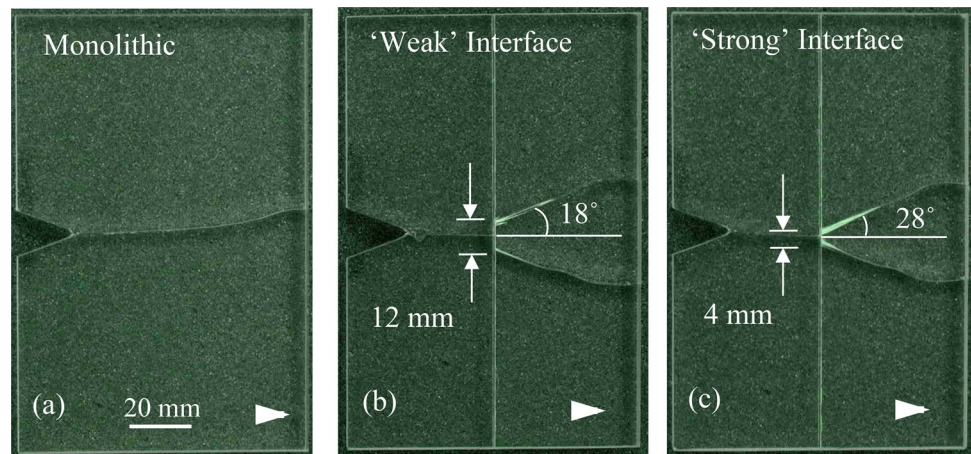 Monolithic
(a)
20 mm
‘Weak’ Interface
18°
12 mm
(b)
‘Strong’ Interface
28°
4 mm
(c)